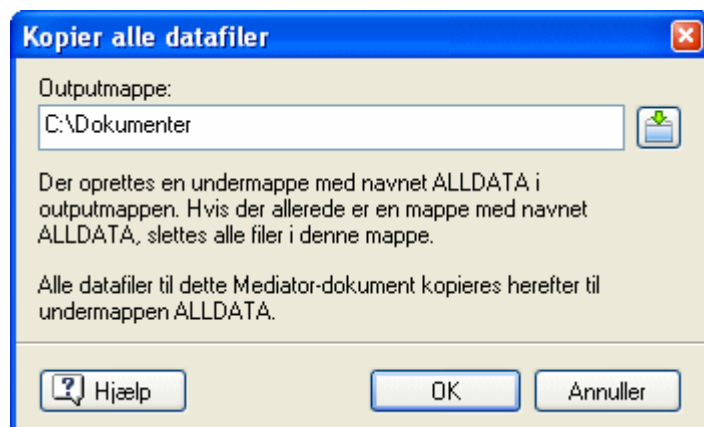 Kopier alle datafiler
Outputmappe:
C:\Dokumenter
Der oprettes en undermappe med navnet ALLDATA i
outputmappen. Hvis der allerede er en mappe med navnet
ALLDATA, slettes alle filer i denne mappe.
Alle datafiler til dette Mediator-dokument kopieres herefter til
undermappen ALLDATA.
Hjælp
OK
Annuller